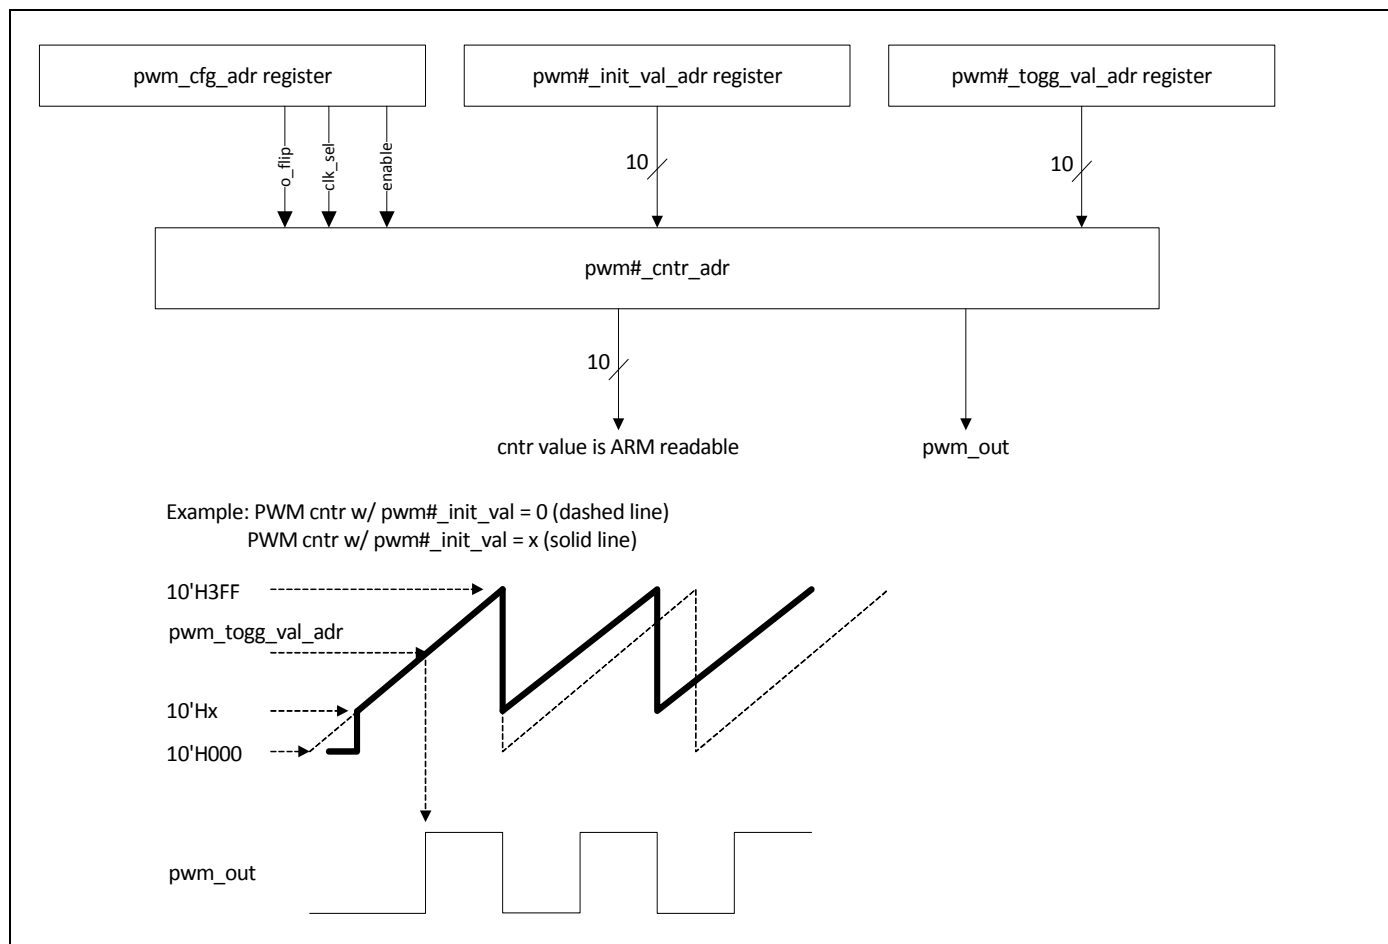 pwm_cfg_adr register
pwm#_init_val_adr register
pwm#_togg_val_adr register
o_flip
clk_sel
enable
10
10
pwm#_cntr_adr
10
cntr value is ARM readable
pwm_out
Example: PWM cntr w/ pwm#_init_val = 0 (dashed line)
PWM cntr w/ pwm#_init_val = x (solid line)
10'H3FF
pwm_togg_val_adr
10'Hx
10'H000
pwm_out